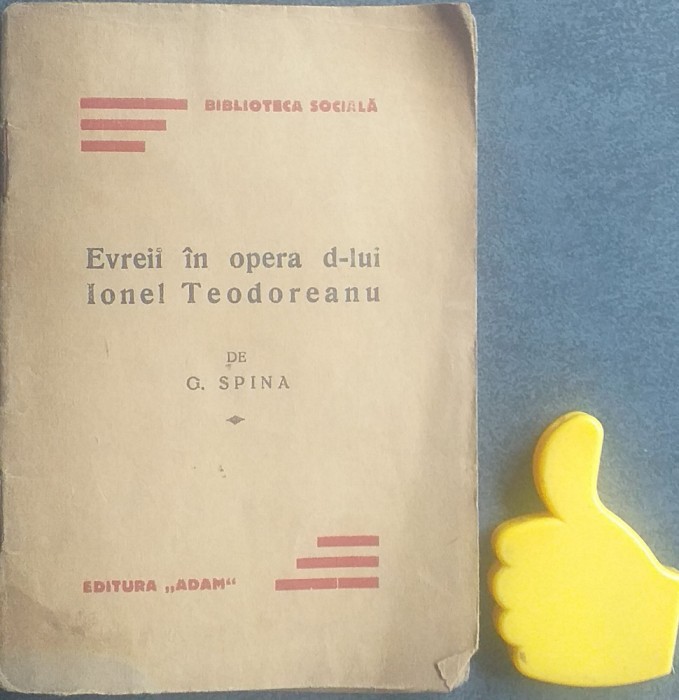 BIBLIOTECA SOCIALĂ
Evreii în opera d-lui
Ionel Teodoreanu
DE
G. SPINA
EDITURA „ADAM“